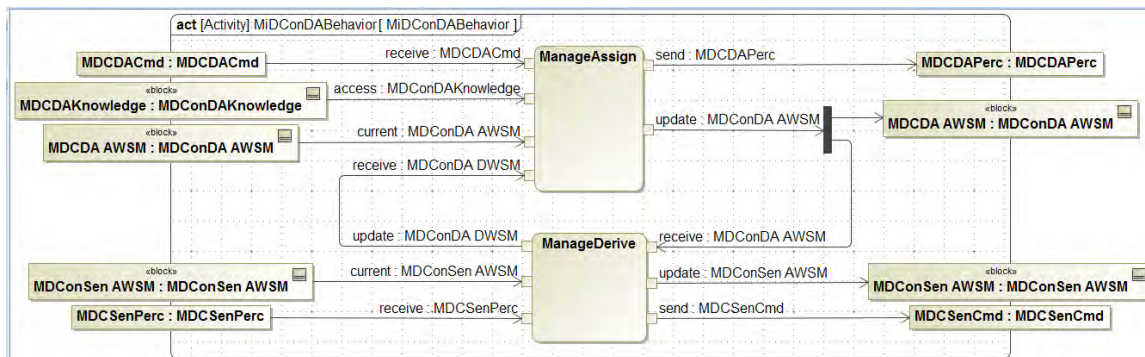 act [Activity] MiDConDABehavior[ MiDConDABehavior ]
MDCDACmd : MDCDACmd
receive : MDCDACmd
ManageAssign
send : MDCDAPerc
MDCDAPerc : MDCDAPerc
«block»
MDCDAKnowledge : MDConDAKnowledge
access : MDConDAKnowledge
«block»
MDCDA AWSM : MDConDA AWSM
current : MDConDA AWSM
update : MDConDA AWSM
«block»
MDCDA AWSM : MDConDA AWSM
receive : MDConDA DWSM
update : MDConDA DWSM
ManageDerive
receive : MDConDA AWSM
«block»
MDConSen AWSM : MDConSen AWSM
current : MDConSen AWSM
update : MDConSen AWSM
«block»
MDConSen AWSM : MDConSen AWSM
MDCSenPerc : MDCSenPerc
receive : MDCSenPerc
send : MDCSenCmd
MDCSenCmd : MDCSenCmd